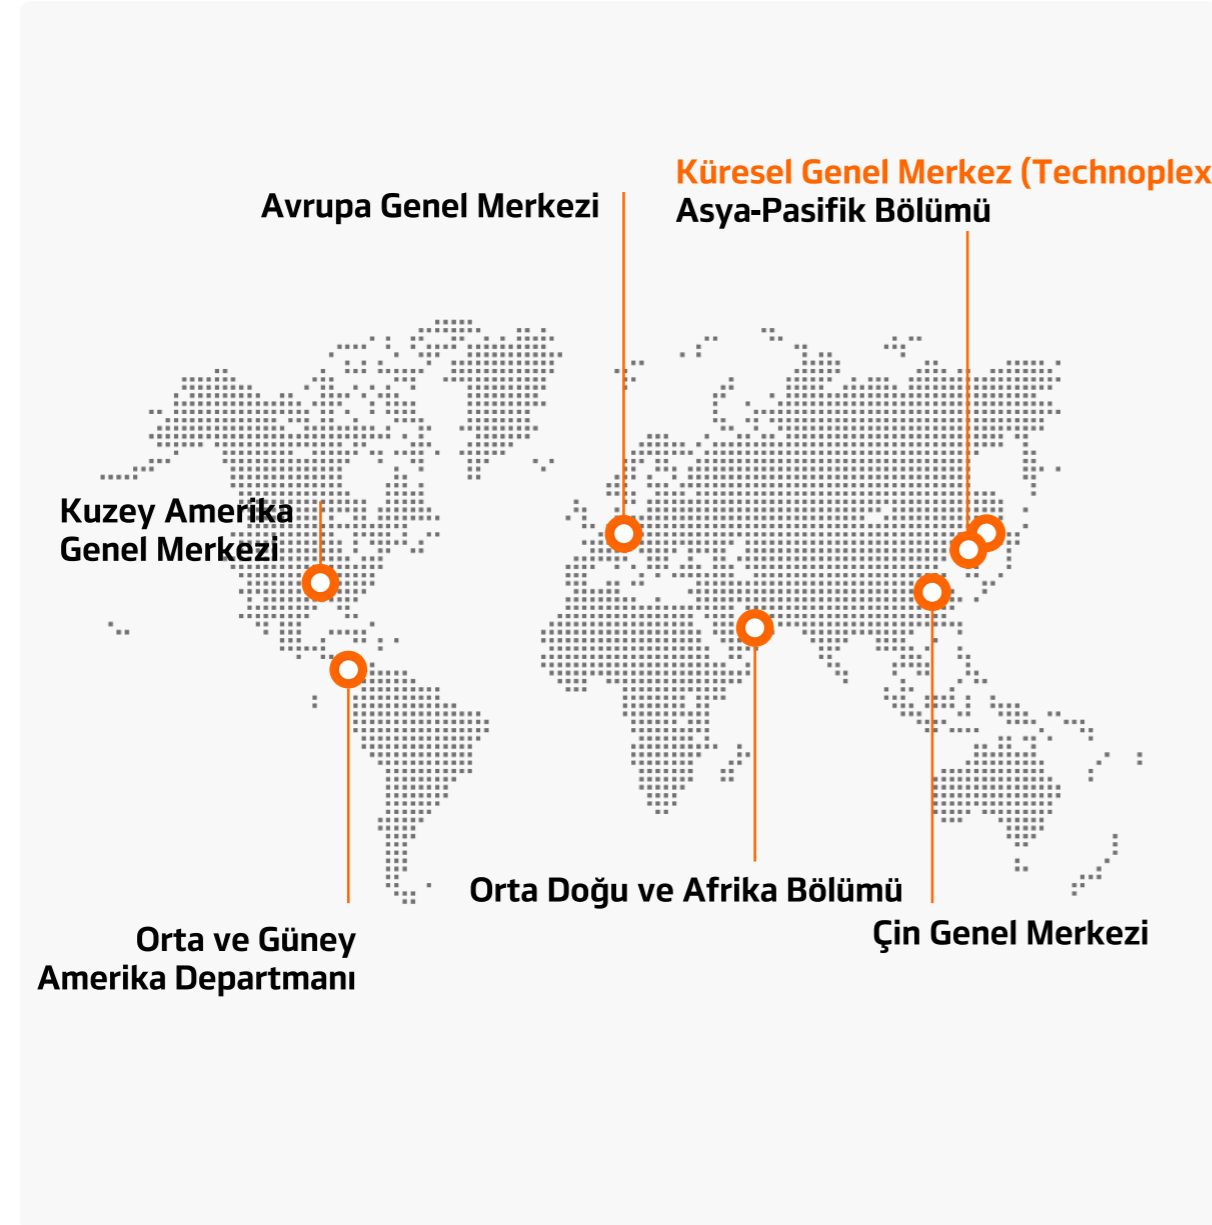 Küresel Genel Merkez (Technoplex
Asya-Pasifik Bölümü
Avrupa Genel Merkezi
Kuzey Amerika
Genel Merkezi
Orta Doğu ve Afrika Bölümü
Çin Genel Merkezi
Orta ve Güney
Amerika Departmanı